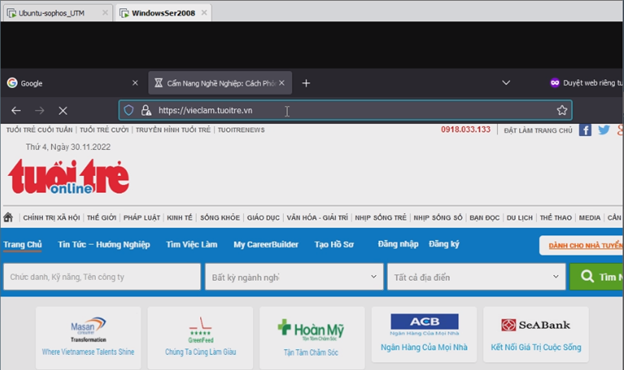 Ubuntu-sophos_UTM
WindowsSer2008
Google
Cẩm Nang Nghề Nghiệp: Cách Phỏn
Duyệt web riêng tư
https://vieclam.tuoitre.vn
TUỔI TRẺ CUỐI TUẦN | TUỔI TRẺ CƯỜI | TRUYỀN HÌNH TUỔI TRẺ | TUOITRENEWS
0918.033.133 | ĐẶT LÀM TRANG CHỦ
Thứ 4, Ngày 30.11.2022
tuổi trẻ
online
CHÍNH TRỊ XÃ HỘI | THẾ GIỚI | PHÁP LUẬT | KINH TẾ | SỐNG KHỎE | GIÁO DỤC | VĂN HÓA - GIẢI TRÍ | NHỊP SỐNG TRẺ | NHỊP SỐNG SỐ | BẠN ĐỌC | DU LỊCH | THỂ THAO | MEDIA | CẦN
Trang Chủ Tin Tức – Hướng Nghiệp Tìm Việc Làm My CareerBuilder Tạo Hồ Sơ Đăng nhập Đăng ký DÀNH CHO NHÀ TUYỂN
Chức danh, Kỹ năng, Tên công ty Bất kỳ ngành nghi Tất cả địa điểm Tìm
Masan
Transformation
Where Vietnamese Talents Shine
GreenFeed
Chúng Ta Cùng Làm Giàu
Hoàn Mỹ
Tận Tâm Chăm Sóc
Tận Tâm Chăm Sóc
ACB
NGÂN HÀNG CỦA MỌI NHÀ
Ngân Hàng Của Mọi Nhà
SeABank
Kết Nối Giá Trị Cuộc Sống